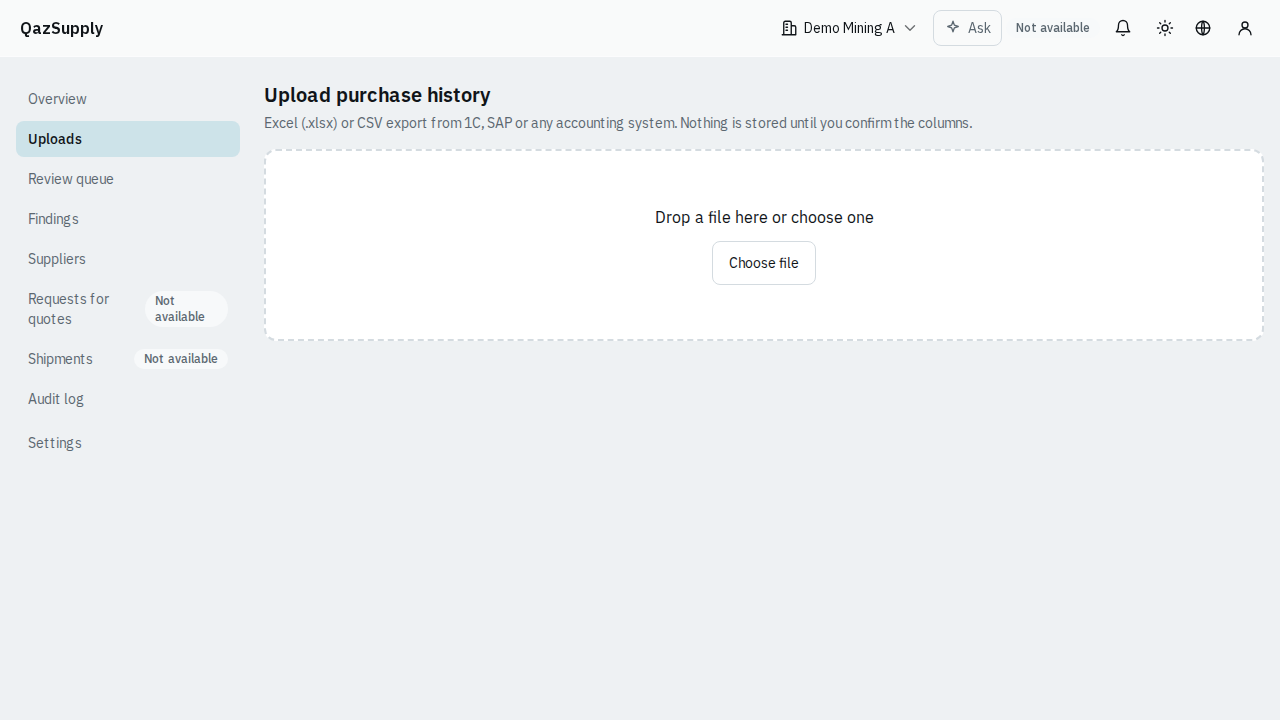 QazSupply
Demo Mining A
Ask
Not available
Overview
Uploads
Review queue
Findings
Suppliers
Requests for
quotes
Not
available
Shipments
Not available
Audit log
Settings
Upload purchase history
Excel (.xlsx) or CSV export from 1C, SAP or any accounting system. Nothing is stored until you confirm the columns.
Drop a file here or choose one
Choose file